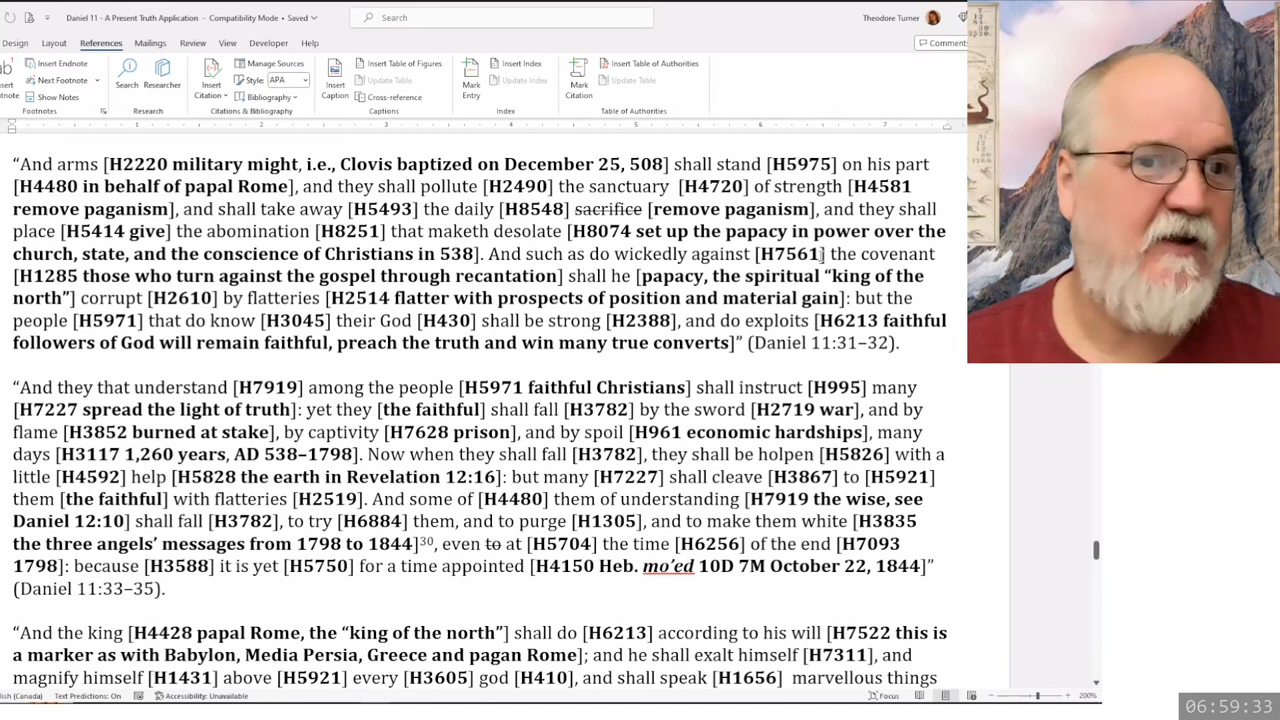 Daniel 11 - A Present Truth Application - Compatibility Mode • Saved
Search
Theodore Turner
Design Layout References Mailings Review View Developer Help
Comment
Insert Endnote
Next Footnote
Show Notes
Footnotes
Search
Researcher
Research
Insert
Citation
Manage Sources
Style: APA
Bibliography
Citations & Bibliography
Insert
Caption
Insert Table of Figures
Update Table
Cross-reference
Captions
Mark
Entry
Insert Index
Update Index
Index
Mark
Citation
Insert Table of Authorities
Update Table
Table of Authorities
1 2 3 4 5 6 7
“And arms [H2220 military might, i.e., Clovis baptized on December 25, 508] shall stand [H5975] on his part
[H4480 in behalf of papal Rome], and they shall pollute [H2490] the sanctuary [H4720] of strength [H4581
remove paganism], and shall take away [H5493] the daily [H8548] sacrifice [remove paganism], and they shall
place [H5414 give] the abomination [H8251] that maketh desolate [H8074 set up the papacy in power over the
church, state, and the conscience of Christians in 538]. And such as do wickedly against [H7561] the covenant
[H1285 those who turn against the gospel through recantation] shall he [papacy, the spiritual “king of the
north”] corrupt [H2610] by flatteries [H2514 flatter with prospects of position and material gain]: but the
people [H5971] that do know [H3045] their God [H430] shall be strong [H2388], and do exploits [H6213 faithful
followers of God will remain faithful, preach the truth and win many true converts]” (Daniel 11:31–32).
“And they that understand [H7919] among the people [H5971 faithful Christians] shall instruct [H995] many
[H7227 spread the light of truth]: yet they [the faithful] shall fall [H3782] by the sword [H2719 war], and by
flame [H3852 burned at stake], by captivity [H7628 prison], and by spoil [H961 economic hardships], many
days [H3117 1,260 years, AD 538–1798]. Now when they shall fall [H3782], they shall be holpen [H5826] with a
little [H4592] help [H5828 the earth in Revelation 12:16]: but many [H7227] shall cleave [H3867] to [H5921]
them [the faithful] with flatteries [H2519]. And some of [H4480] them of understanding [H7919 the wise, see
Daniel 12:10] shall fall [H3782], to try [H6884] them, and to purge [H1305], and to make them white [H3835
the three angels’ messages from 1798 to 1844]30, even to at [H5704] the time [H6256] of the end [H7093
1798]: because [H3588] it is yet [H5750] for a time appointed [H4150 Heb. mo’ed 10D 7M October 22, 1844]”
(Daniel 11:33–35).
“And the king [H4428 papal Rome, the “king of the north”] shall do [H6213] according to his will [H7522 this is
a marker as with Babylon, Media Persia, Greece and pagan Rome]; and he shall exalt himself [H7311], and
magnify himself [H1431] above [H5921] every [H3605] god [H410], and shall speak [H1656] marvellous things
lish (Canada) Text Predictions: On Accessibility: Unavailable
Focus
200%
06:59:33